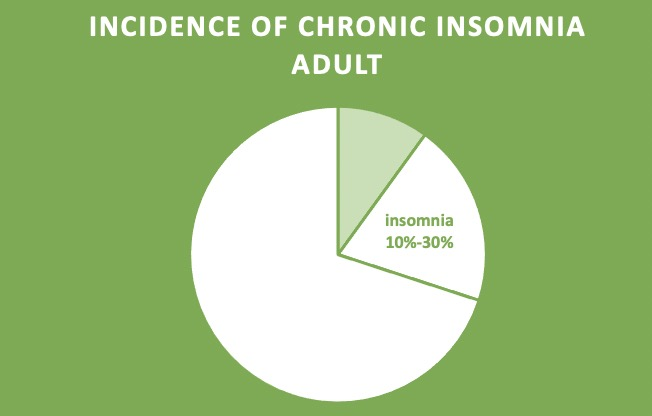 INCIDENCE OF CHRONIC INSOMNIA
ADULT
insomnia
10%-30%